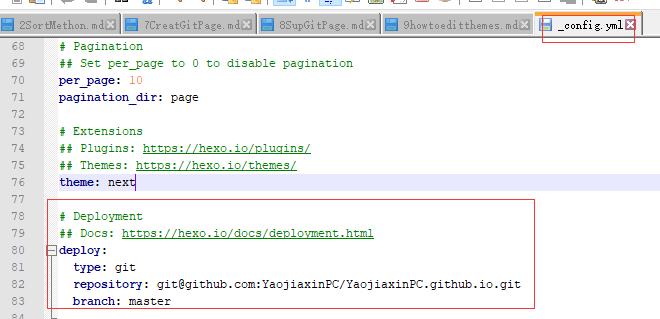 2SortMethon.md
7CreatGitPage.md
8SupGitPage.md
9howtoeditthemes.md
_config.yml
68 # Pagination
69 ## Set per_page to 0 to disable pagination
70 per_page: 10
71 pagination_dir: page
72
73 # Extensions
74 ## Plugins: https://hexo.io/plugins/
75 ## Themes: https://hexo.io/themes/
76 theme: next
77
78 # Deployment
79 ## Docs: https://hexo.io/docs/deployment.html
80 deploy:
81 type: git
82 repository: git@github.com:YaojiaxinPC/YaojiaxinPC.github.io.git
83 branch: master
84